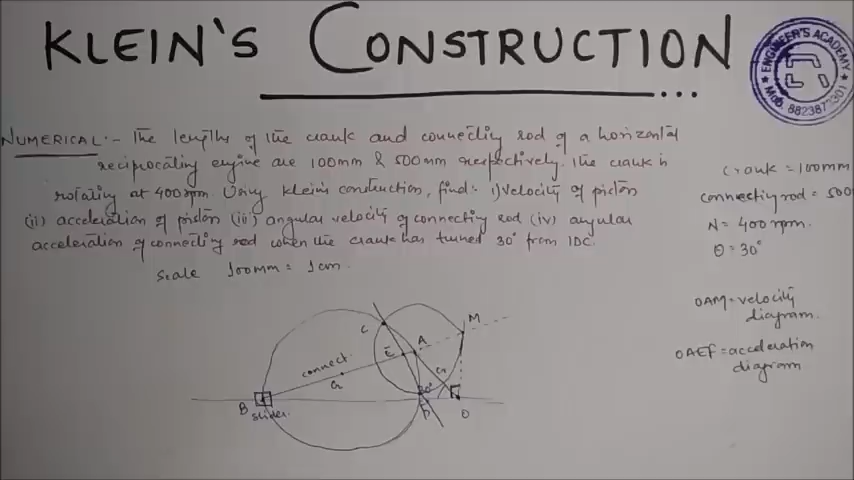 KLEIN'S CONSTRUCTION
ENGINEER'S ACADEMY
NUMERICAL:- The lengths of the crank and connecting rod of a horizontal
reciprocating engine are 100mm & 500mm respectively. The crank is
rotating at 400rpm. Using Klein's construction, find:- i) velocity of piston
(ii) acceleration of piston (iii) angular velocity of connecting rod (iv) angular
acceleration of connecting rod when the crank has turned 30° from IDC.
Scale 100mm = 1cm.
crank = 100mm
connecting rod = 500
N = 400rpm.
θ = 30°
OAM = velocity
diagram.
OAEF = acceleration
diagram
C
M
A
E
connect.
G
B
slider.
30°
O